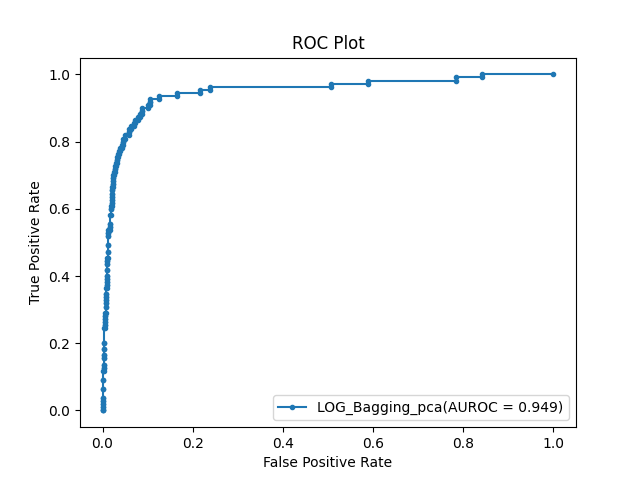 ROC Plot
1.0
0.8
0.6
0.4
0.2
0.0
True Positive Rate
0.0 0.2 0.4 0.6 0.8 1.0
False Positive Rate
LOG_Bagging_pca(AUROC = 0.949)